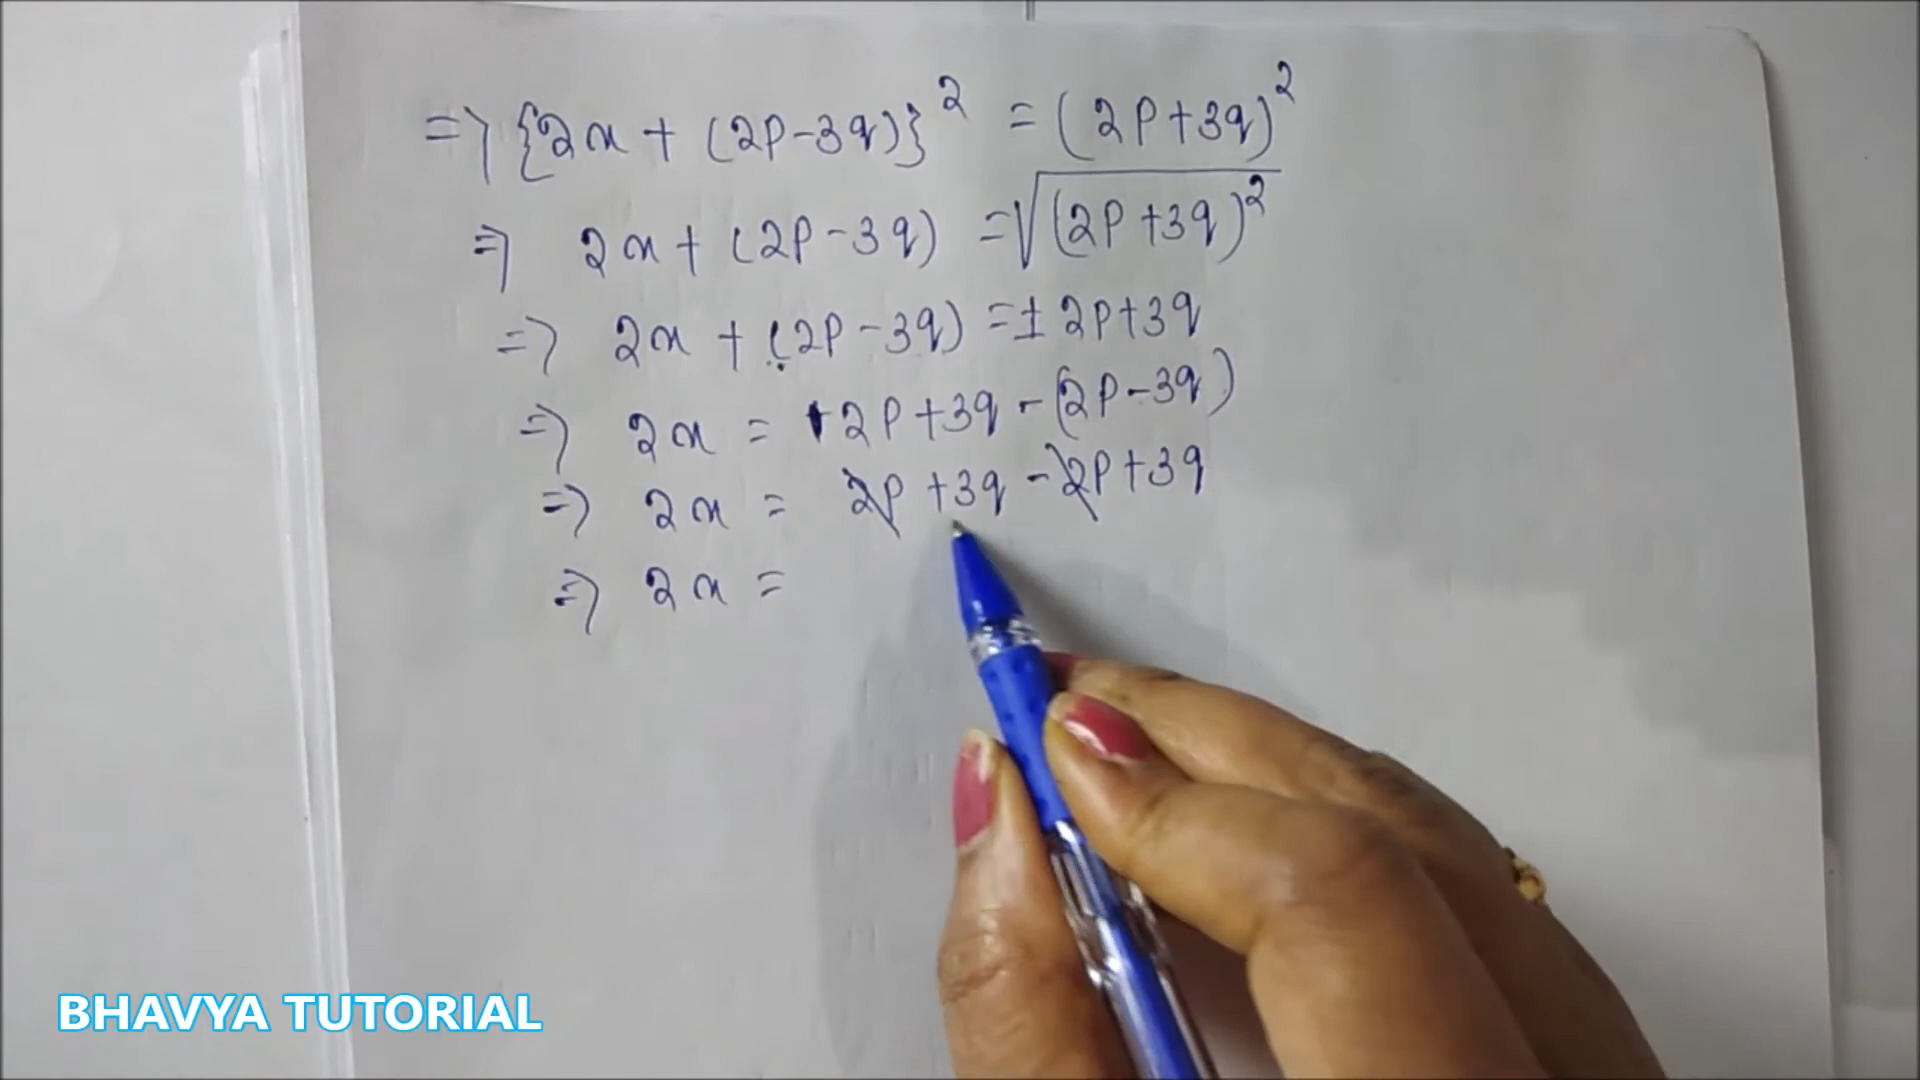 => {2x + (2p-3q)}² = (2p+3q)²
=> 2x + (2p-3q) = √(2p+3q)²
=> 2x + (2p-3q) = ± 2p+3q
=> 2x = 2p+3q - (2p-3q)
=> 2x = 2p +3q -2p+3q
=> 2x =
BHAVYA TUTORIAL